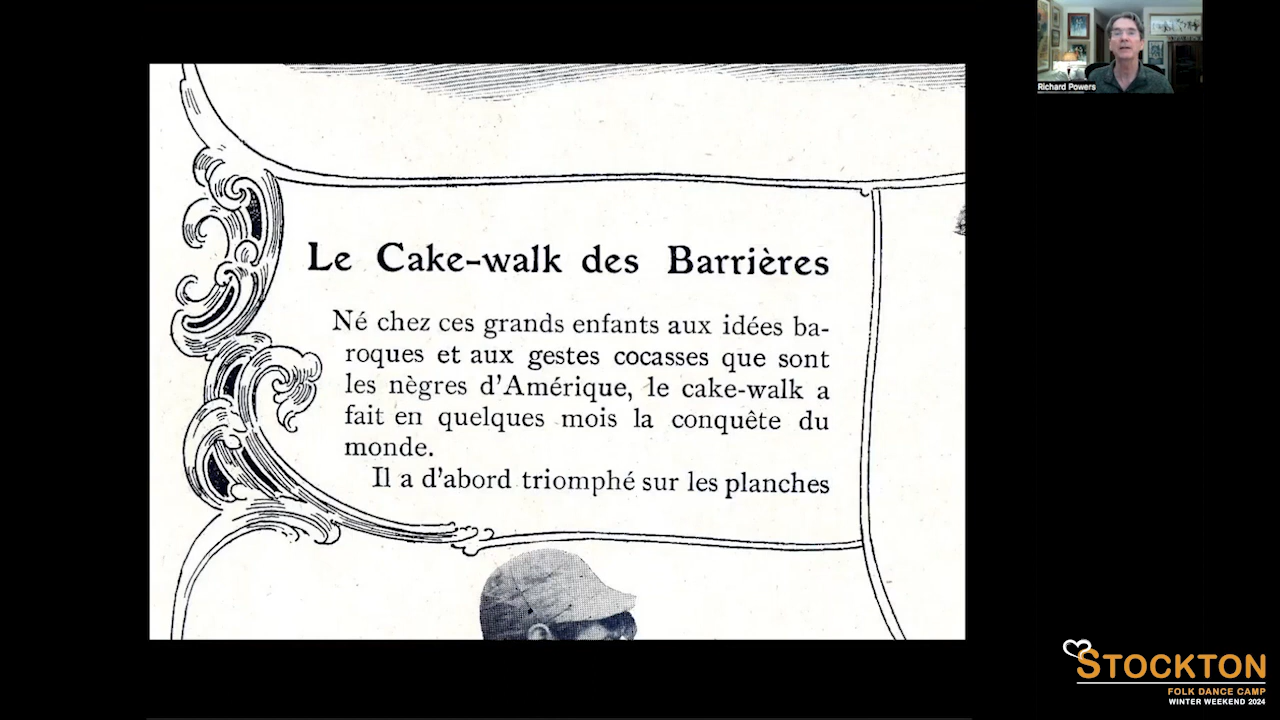 Richard Powers
Le Cake-walk des Barrières
Né chez ces grands enfants aux idées ba-
roques et aux gestes cocasses que sont
les nègres d'Amérique, le cake-walk a
fait en quelques mois la conquête du
monde.
Il a d'abord triomphé sur les planches
STOCKTON
FOLK DANCE CAMP
WINTER WEEKEND 2024